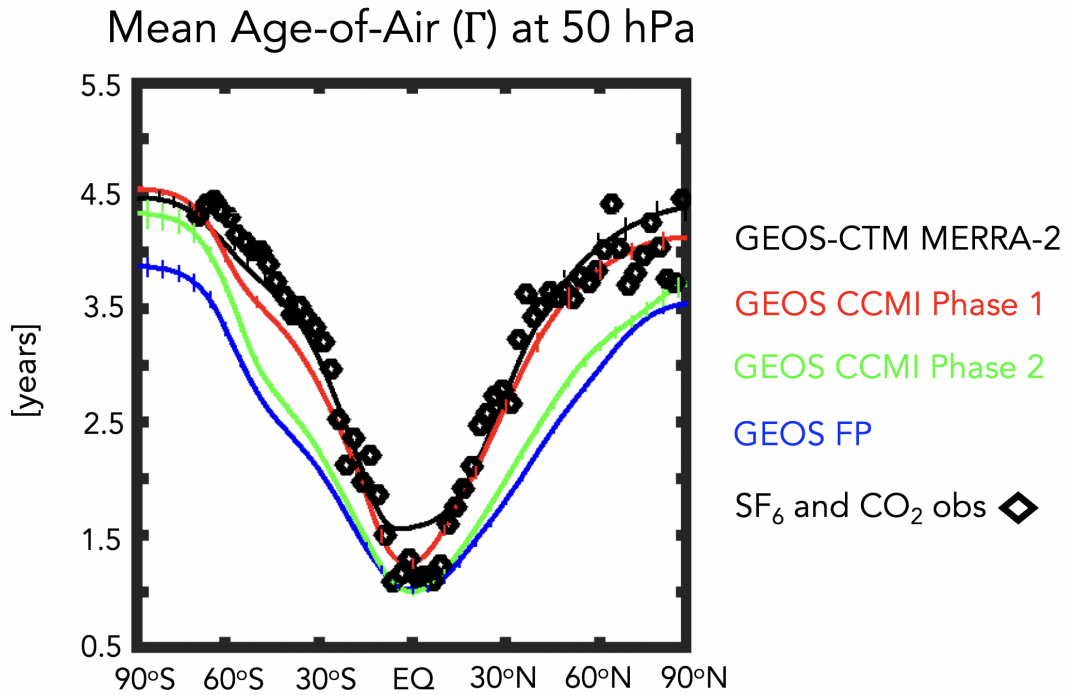 Mean Age-of-Air (Γ) at 50 hPa
5.5
4.5
3.5
2.5
1.5
0.5
[years]
90°S 60°S 30°S EQ 30°N 60°N 90°N
GEOS-CTM MERRA-2
GEOS CCMI Phase 1
GEOS CCMI Phase 2
GEOS FP
SF₆ and CO₂ obs